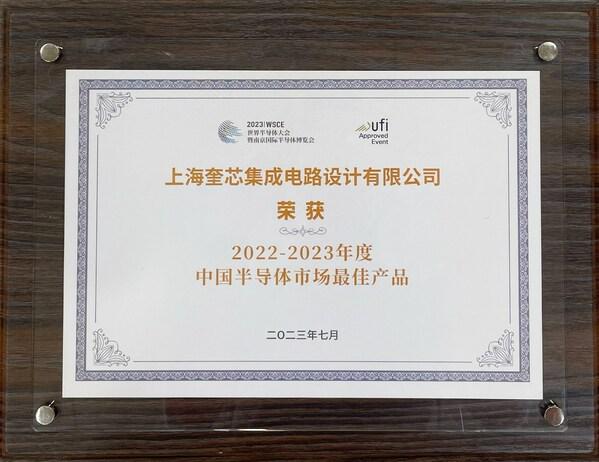 2023|WSCE
世界半导体大会
暨南京国际半导体博览会
ufi
Approved
Event
上海奎芯集成电路设计有限公司
荣获
2022-2023年度
中国半导体市场最佳产品
二〇二三年七月